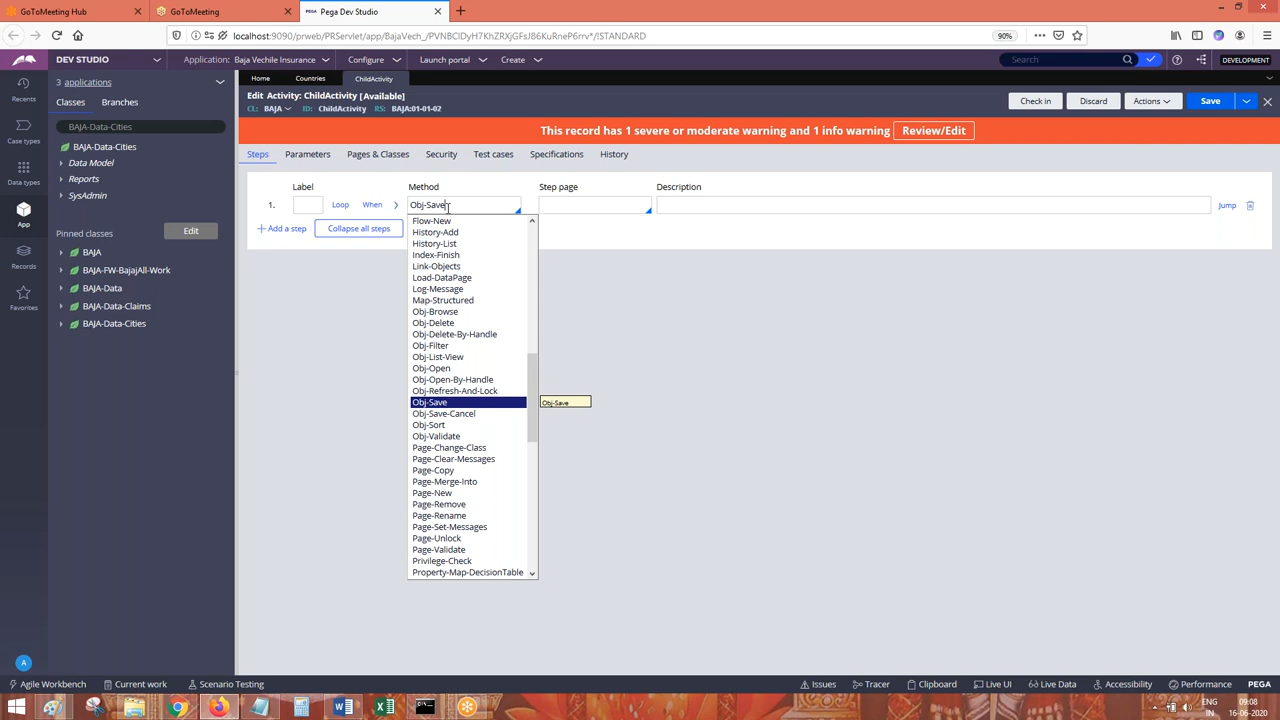 GoToMeeting Hub
GoToMeeting
PEGA Pega Dev Studio
localhost:9090/prweb/PRServlet/app/BajaVech_/PVNBCIDyH7KhZRXjGFsJ86KuRneP6rrv*/!STANDARD
90%
DEV STUDIO
Application: Baja Vechile Insurance
Configure
Launch portal
Create
Search
DEVELOPMENT
Recents
Case types
Data types
App
Records
Favorites
3 applications
Classes
Branches
BAJA-Data-Cities
BAJA-Data-Cities
Data Model
Reports
SysAdmin
Pinned classes
Edit
BAJA
BAJA-FW-BajajAll-Work
BAJA-Data
BAJA-Data-Claims
BAJA-Data-Cities
Home
Countries
ChildActivity
Edit Activity: ChildActivity [Available]
CL: BAJA ID: ChildActivity RS: BAJA:01-01-02
Check in
Discard
Actions
Save
This record has 1 severe or moderate warning and 1 info warning
Review/Edit
Steps
Parameters
Pages & Classes
Security
Test cases
Specifications
History
Label
Method
Step page
Description
1.
Loop
When
Obj-Save
Jump
+ Add a step
Collapse all steps
Flow-New
History-Add
History-List
Index-Finish
Link-Objects
Load-DataPage
Log-Message
Map-Structured
Obj-Browse
Obj-Delete
Obj-Delete-By-Handle
Obj-Filter
Obj-List-View
Obj-Open
Obj-Open-By-Handle
Obj-Refresh-And-Lock
Obj-Save
Obj-Save
Obj-Save-Cancel
Obj-Sort
Obj-Validate
Page-Change-Class
Page-Clear-Messages
Page-Copy
Page-Merge-Into
Page-New
Page-Remove
Page-Rename
Page-Set-Messages
Page-Unlock
Page-Validate
Privilege-Check
Property-Map-DecisionTable
A
Agile Workbench
Current work
Scenario Testing
Issues
Tracer
Clipboard
Live UI
Live Data
Accessibility
Performance
PEGA
ENG
IN
09:08
16-06-2020